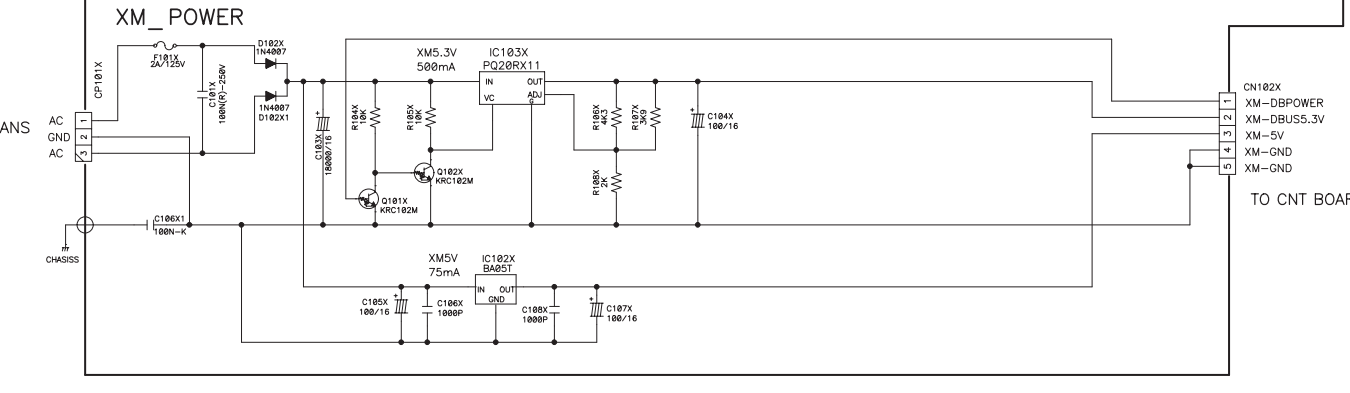 XM_ POWER
CP101X
F101X
2A/125V
C101X
100N(R)-250V
D102X
1N4007
1N4007
D102X1
ANS
AC
GND
AC
1
2
3
C106X1
100N-K
CHASISS
+
C103X
18000/16
R104X
10K
R105X
10K
Q101X
KRC102M
Q102X
KRC102M
XM5.3V
500mA
IC103X
PQ20RX11
IN
OUT
VC
ADJ
G
R106X
4K3
R107X
3K9
R108X
2K
+
C104X
100/16
XM5V
75mA
IC102X
BA05T
IN
OUT
GND
+
C105X
100/16
C106X
1000P
C108X
1000P
+
C107X
100/16
CN102X
1 XM-DBPOWER
2 XM-DBUS5.3V
3 XM-5V
4 XM-GND
5 XM-GND
TO CNT BOAR